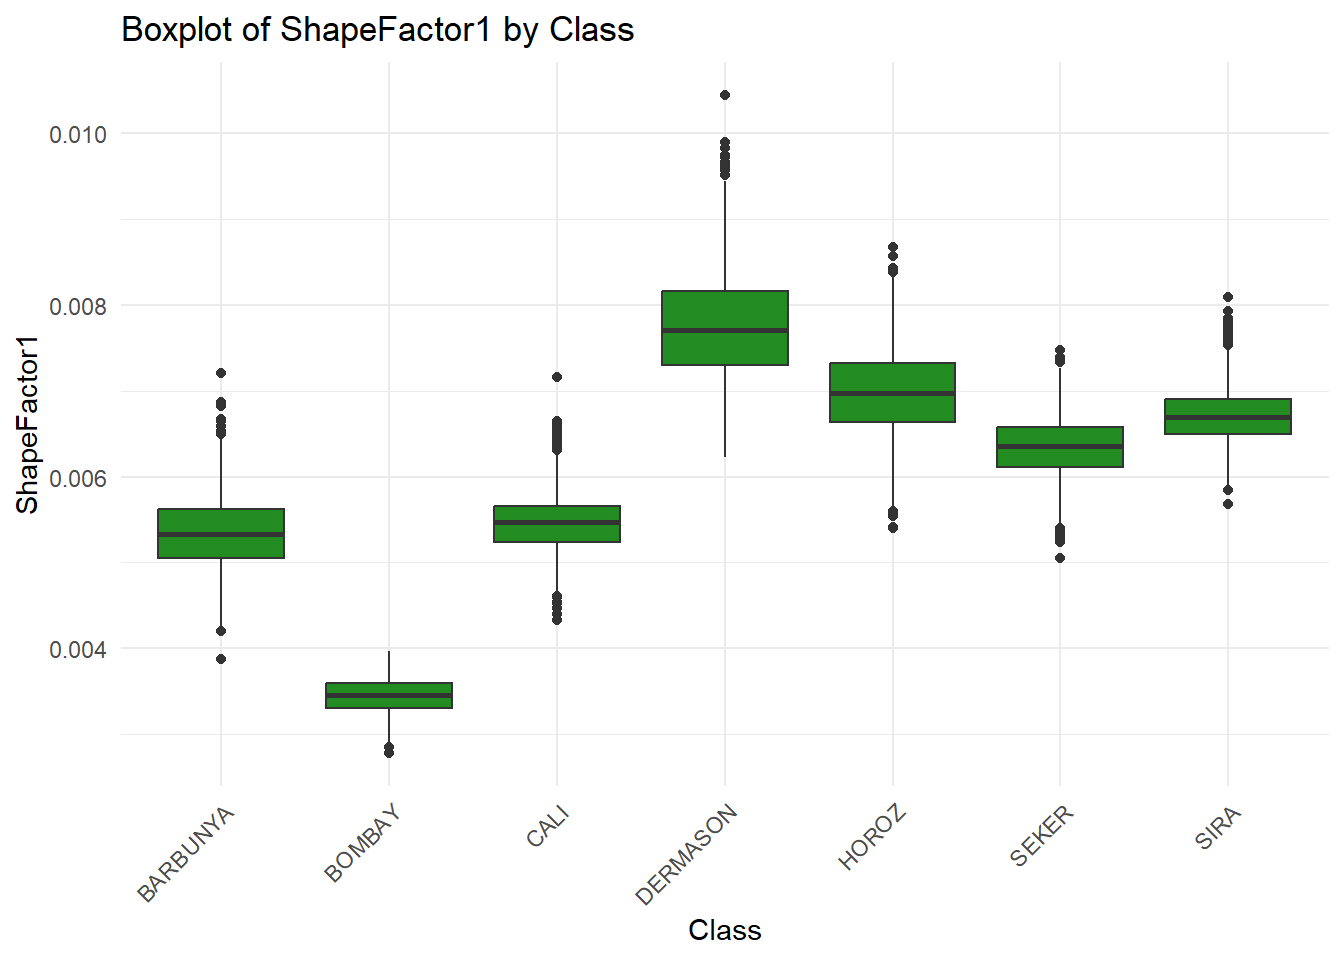 Boxplot of ShapeFactor1 by Class
ShapeFactor1
0.010
0.008
0.006
0.004
BARBUNYA
BOMBAY
CALI
DERMASON
HOROZ
SEKER
SIRA
Class